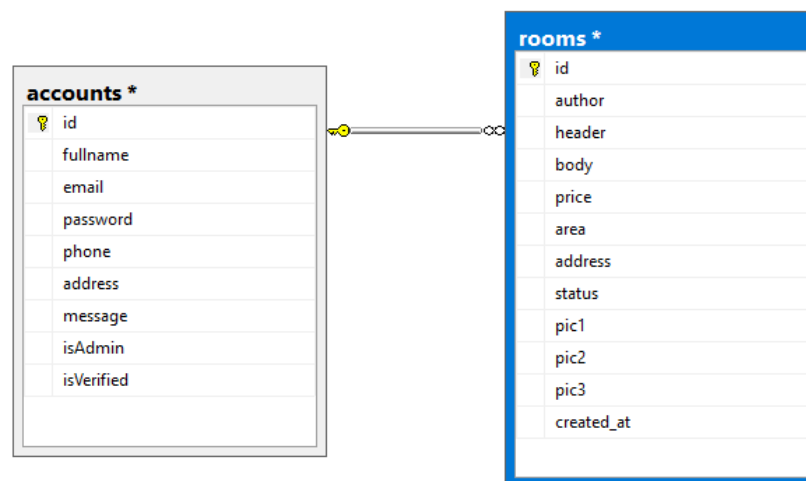 accounts *
id
fullname
email
password
phone
address
message
isAdmin
isVerified
rooms *
id
author
header
body
price
area
address
status
pic1
pic2
pic3
created_at